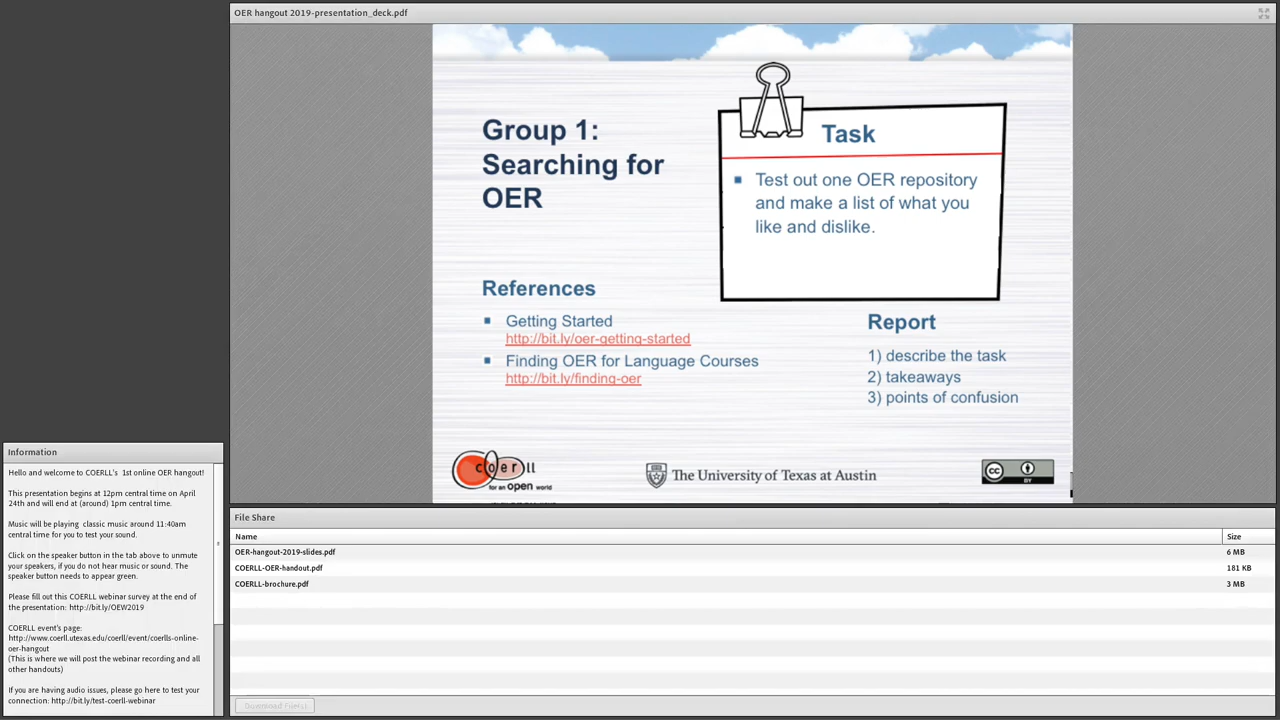 OER hangout 2019-presentation_deck.pdf
Group 1:
Searching for
OER
Task
Test out one OER repository
and make a list of what you
like and dislike.
References
Getting Started
http://bit.ly/oer-getting-started
Finding OER for Language Courses
http://bit.ly/finding-oer
Report
1) describe the task
2) takeaways
3) points of confusion
coerll
for an open world
The University of Texas at Austin
cc
BY
Information
Hello and welcome to COERLL's 1st online OER hangout!
This presentation begins at 12pm central time on April
24th and will end at (around) 1pm central time.
Music will be playing classic music around 11:40am
central time for you to test your sound.
Click on the speaker button in the tab above to unmute
your speakers, if you do not hear music or sound. The
speaker button needs to appear green.
Please fill out this COERLL webinar survey at the end of
the presentation: http://bit.ly/OEW2019
COERLL event's page:
http://www.coerll.utexas.edu/coerll/event/coerlls-online-
oer-hangout
(This is where we will post the webinar recording and all
other handouts)
If you are having audio issues, please go here to test your
connection: http://bit.ly/test-coerll-webinar
File Share
Name Size
OER-hangout-2019-slides.pdf 6 MB
COERLL-OER-handout.pdf 181 KB
COERLL-brochure.pdf 3 MB
Download File(s)